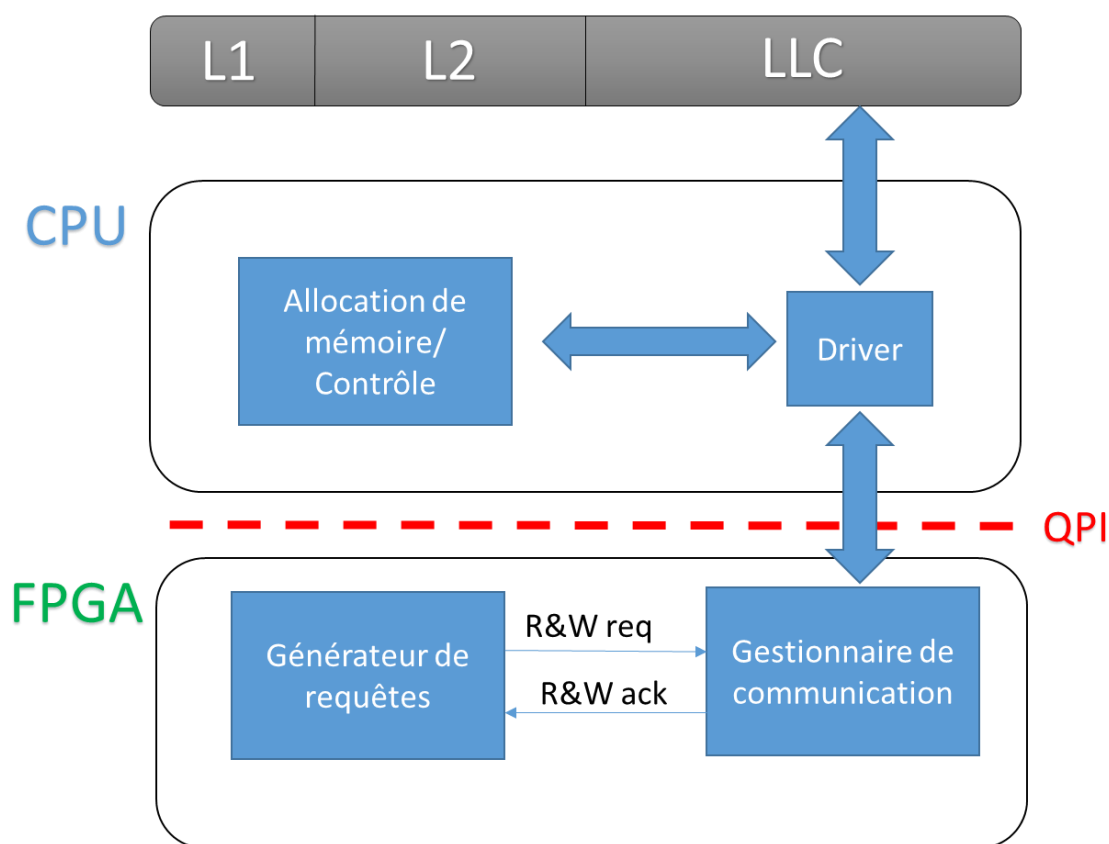 L1 L2 LLC
CPU
Allocation de
mémoire/
Contrôle
Driver
QPI
FPGA
Générateur de
requêtes
R&W req
R&W ack
Gestionnaire de
communication